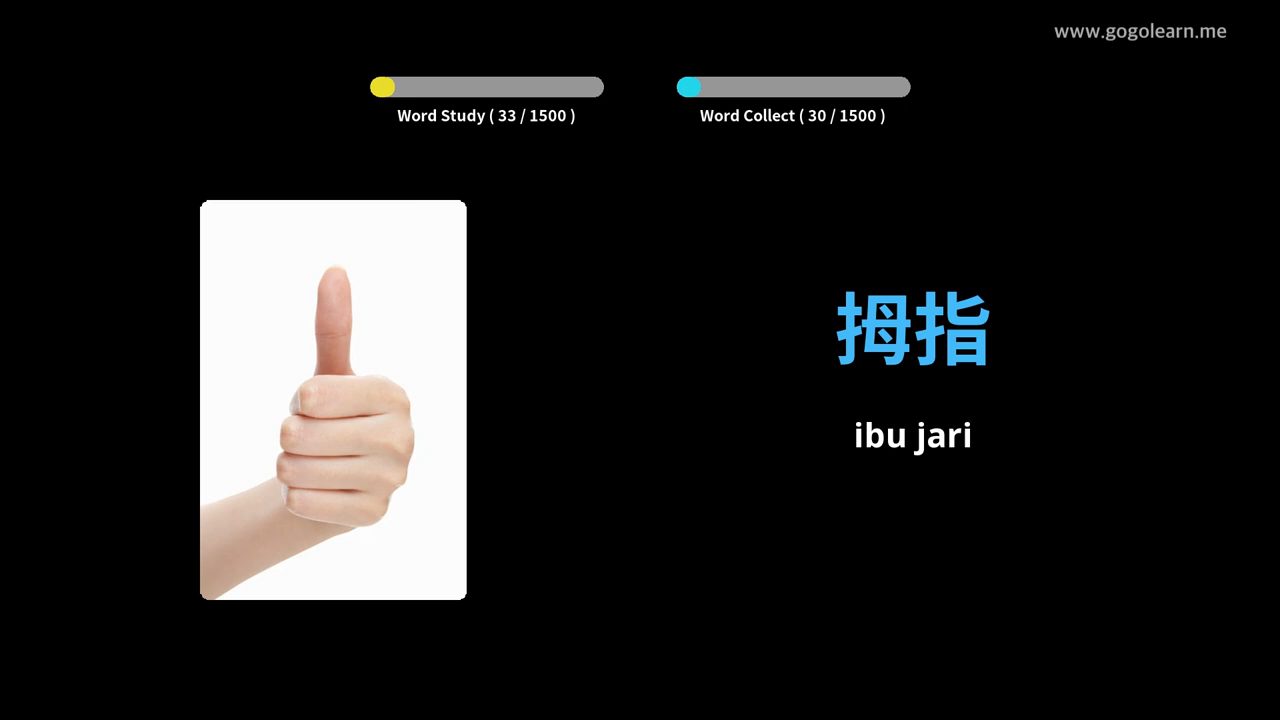 www.gogolearn.me
Word Study ( 33 / 1500 )
Word Collect ( 30 / 1500 )
拇指
ibu jari